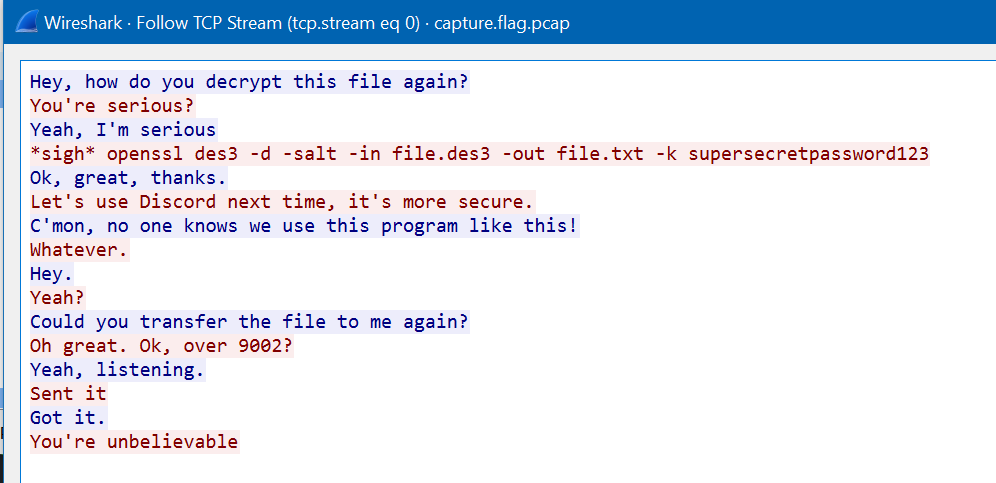 Wireshark · Follow TCP Stream (tcp.stream eq 0) · capture.flag.pcap
Hey, how do you decrypt this file again?
You're serious?
Yeah, I'm serious
*sigh* openssl des3 -d -salt -in file.des3 -out file.txt -k supersecretpassword123
Ok, great, thanks.
Let's use Discord next time, it's more secure.
C'mon, no one knows we use this program like this!
Whatever.
Hey.
Yeah?
Could you transfer the file to me again?
Oh great. Ok, over 9002?
Yeah, listening.
Sent it
Got it.
You're unbelievable